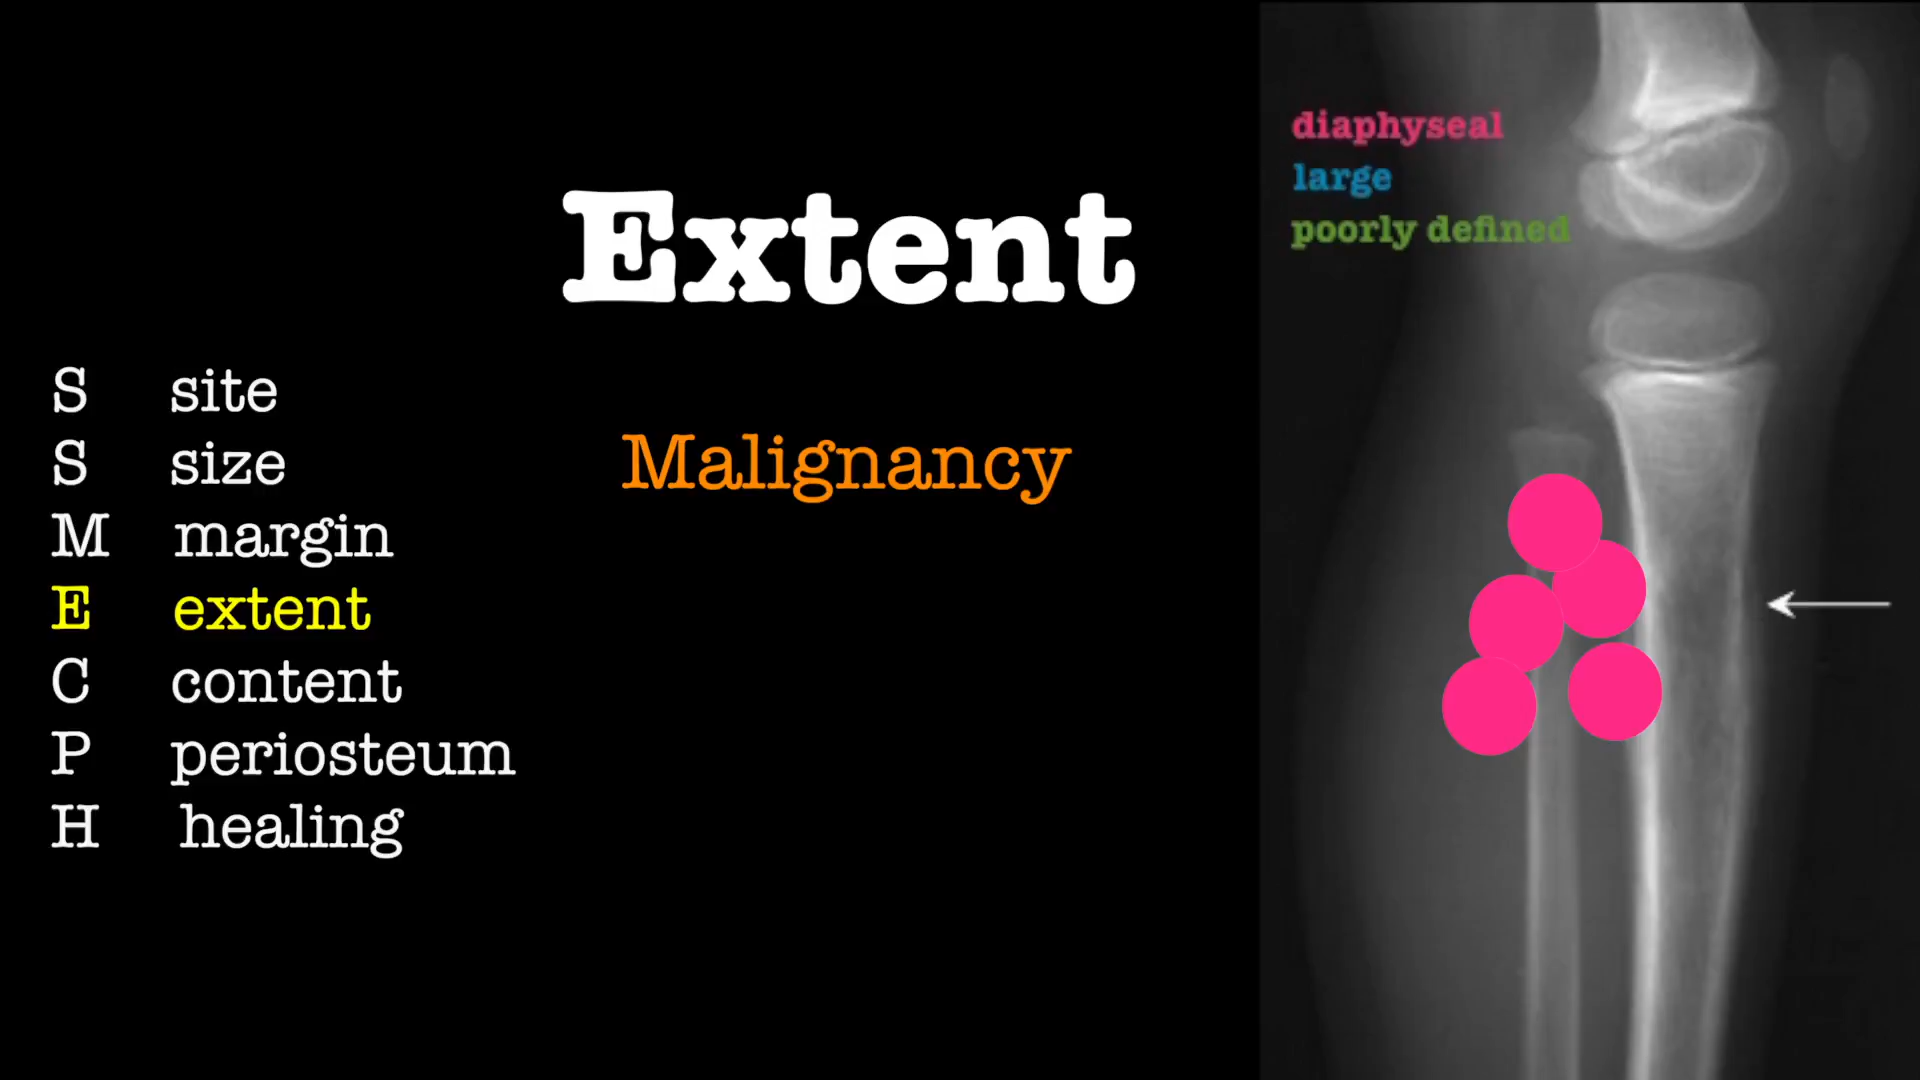 Extent
S site
S size
M margin
E extent
C content
P periosteum
H healing
Malignancy
diaphyseal
large
poorly defined